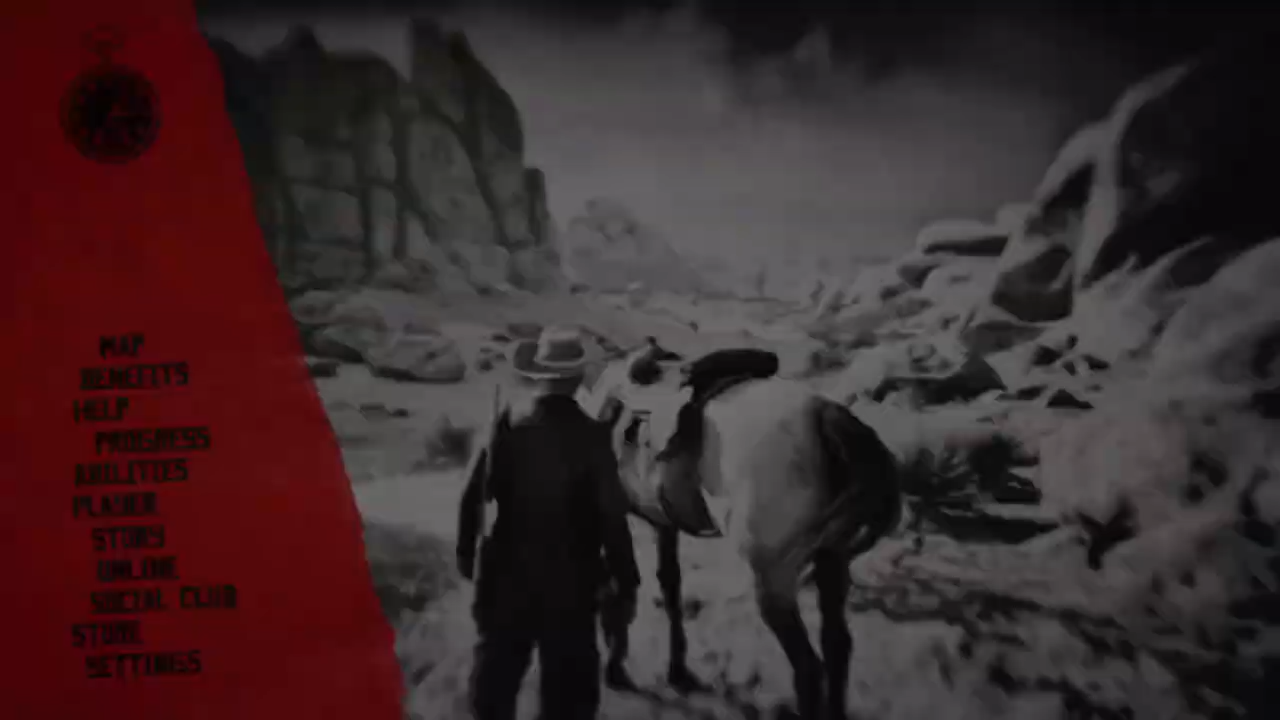 MAP
BENEFITS
HELP
PROGRESS
ABILITIES
PLAYER
STORY
ONLINE
SOCIAL CLUB
STORE
SETTINGS